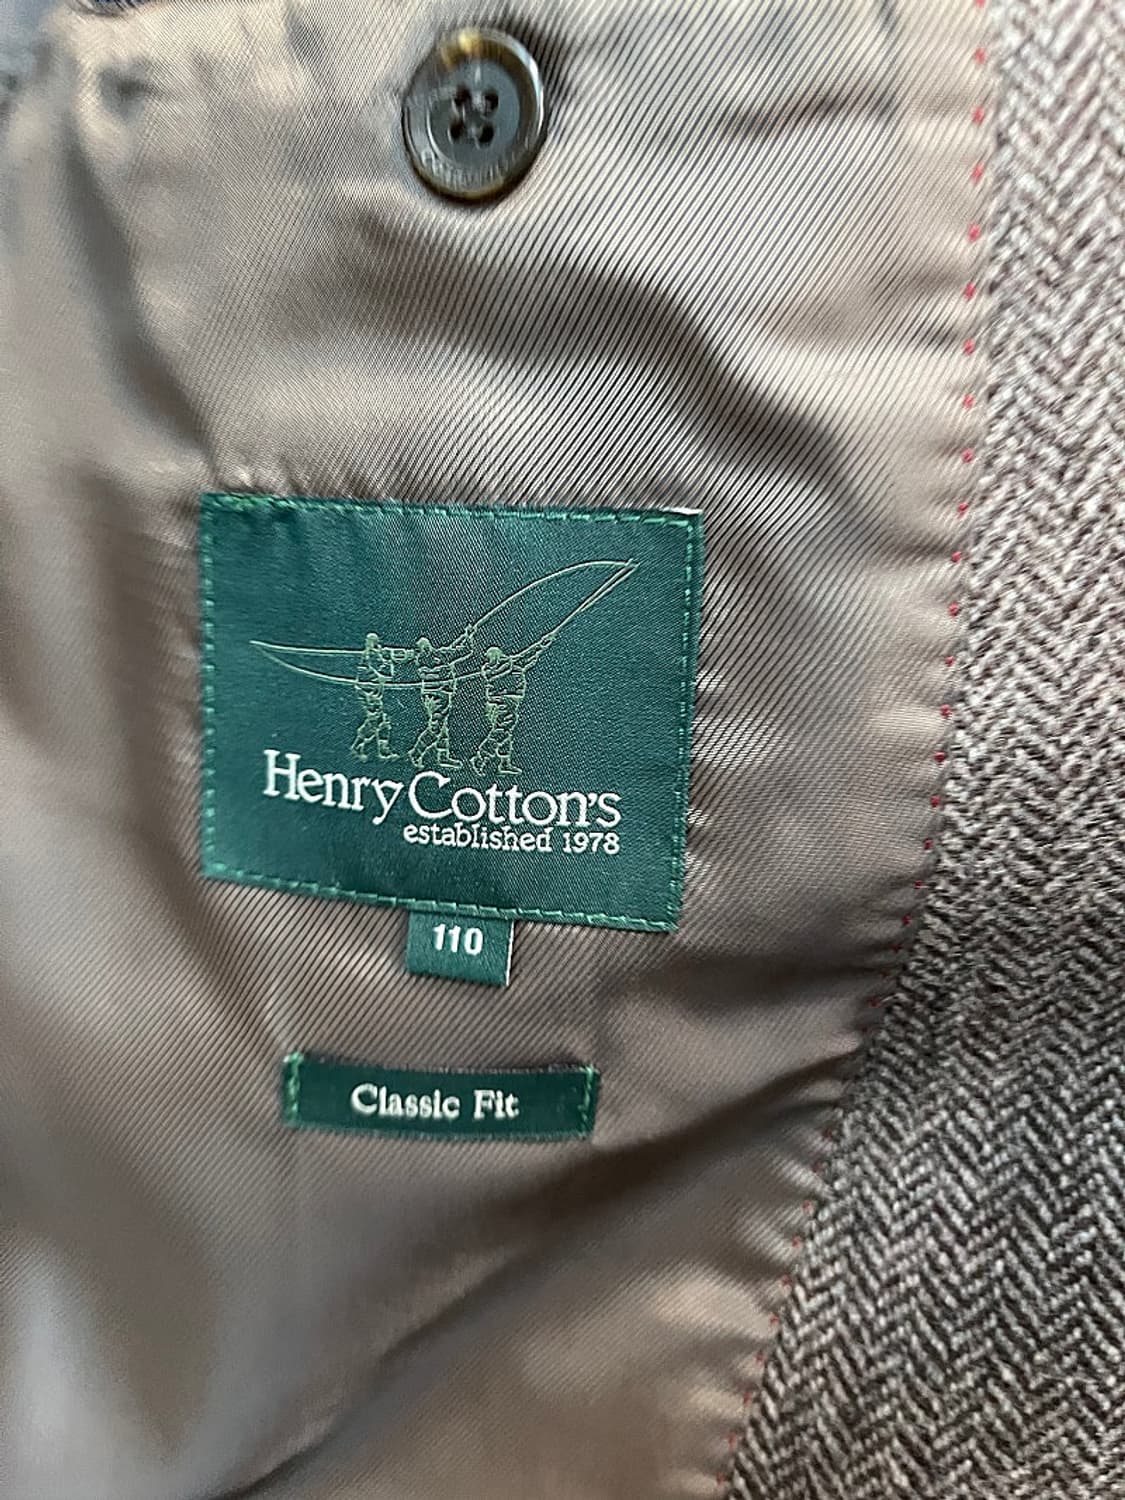 Henry Cotton's
established 1978
110
Classic Fit